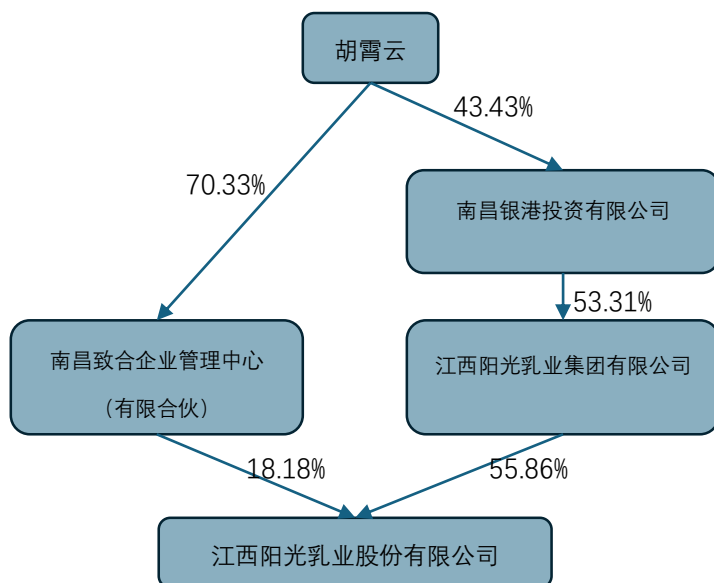 胡霄云
43.43%
70.33%
南昌银港投资有限公司
53.31%
南昌致合企业管理中心
（有限合伙）
江西阳光乳业集团有限公司
18.18%
55.86%
江西阳光乳业股份有限公司